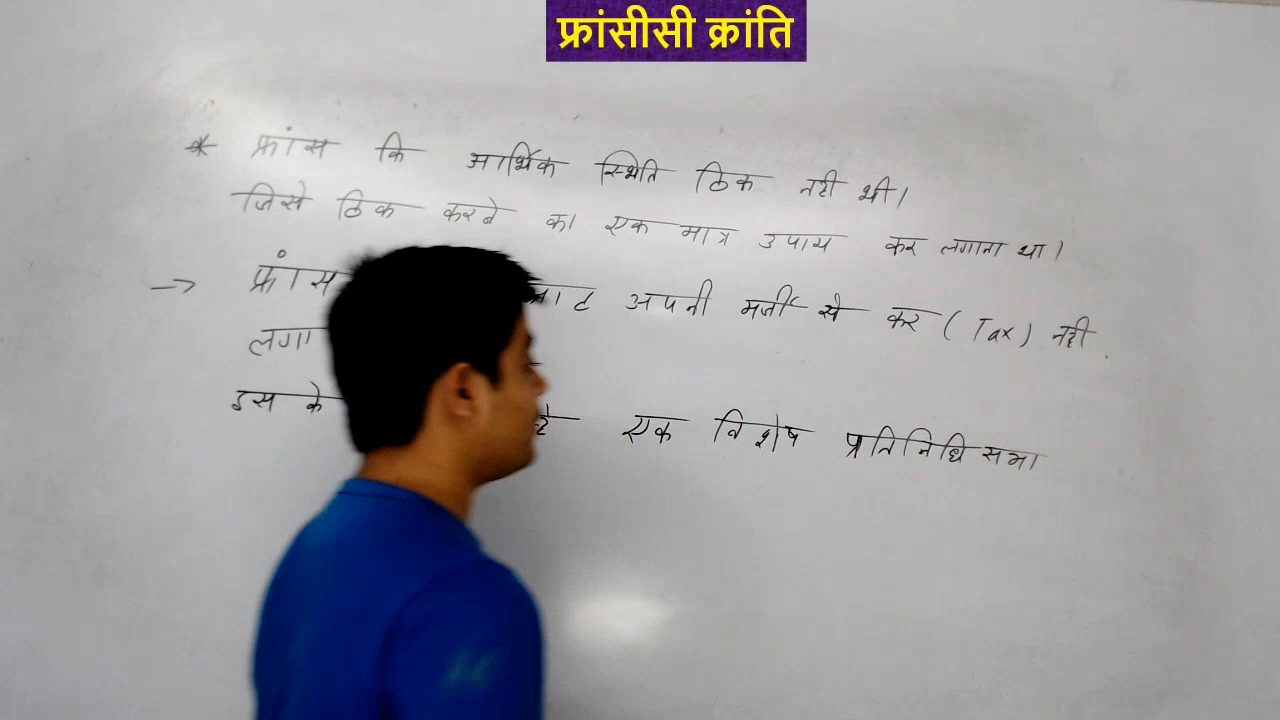 फ्रांसीसी क्रांति
* फ्रांस कि आर्थिक स्थिति ठिक नही थी।
जिसे ठिक करने का एक मात्र उपाय कर लगाना था।
→ फ्रांस अपनी मर्जी से कर (Tax) नही
लगा
इस के एक विशेष प्रतिनिधि सभा